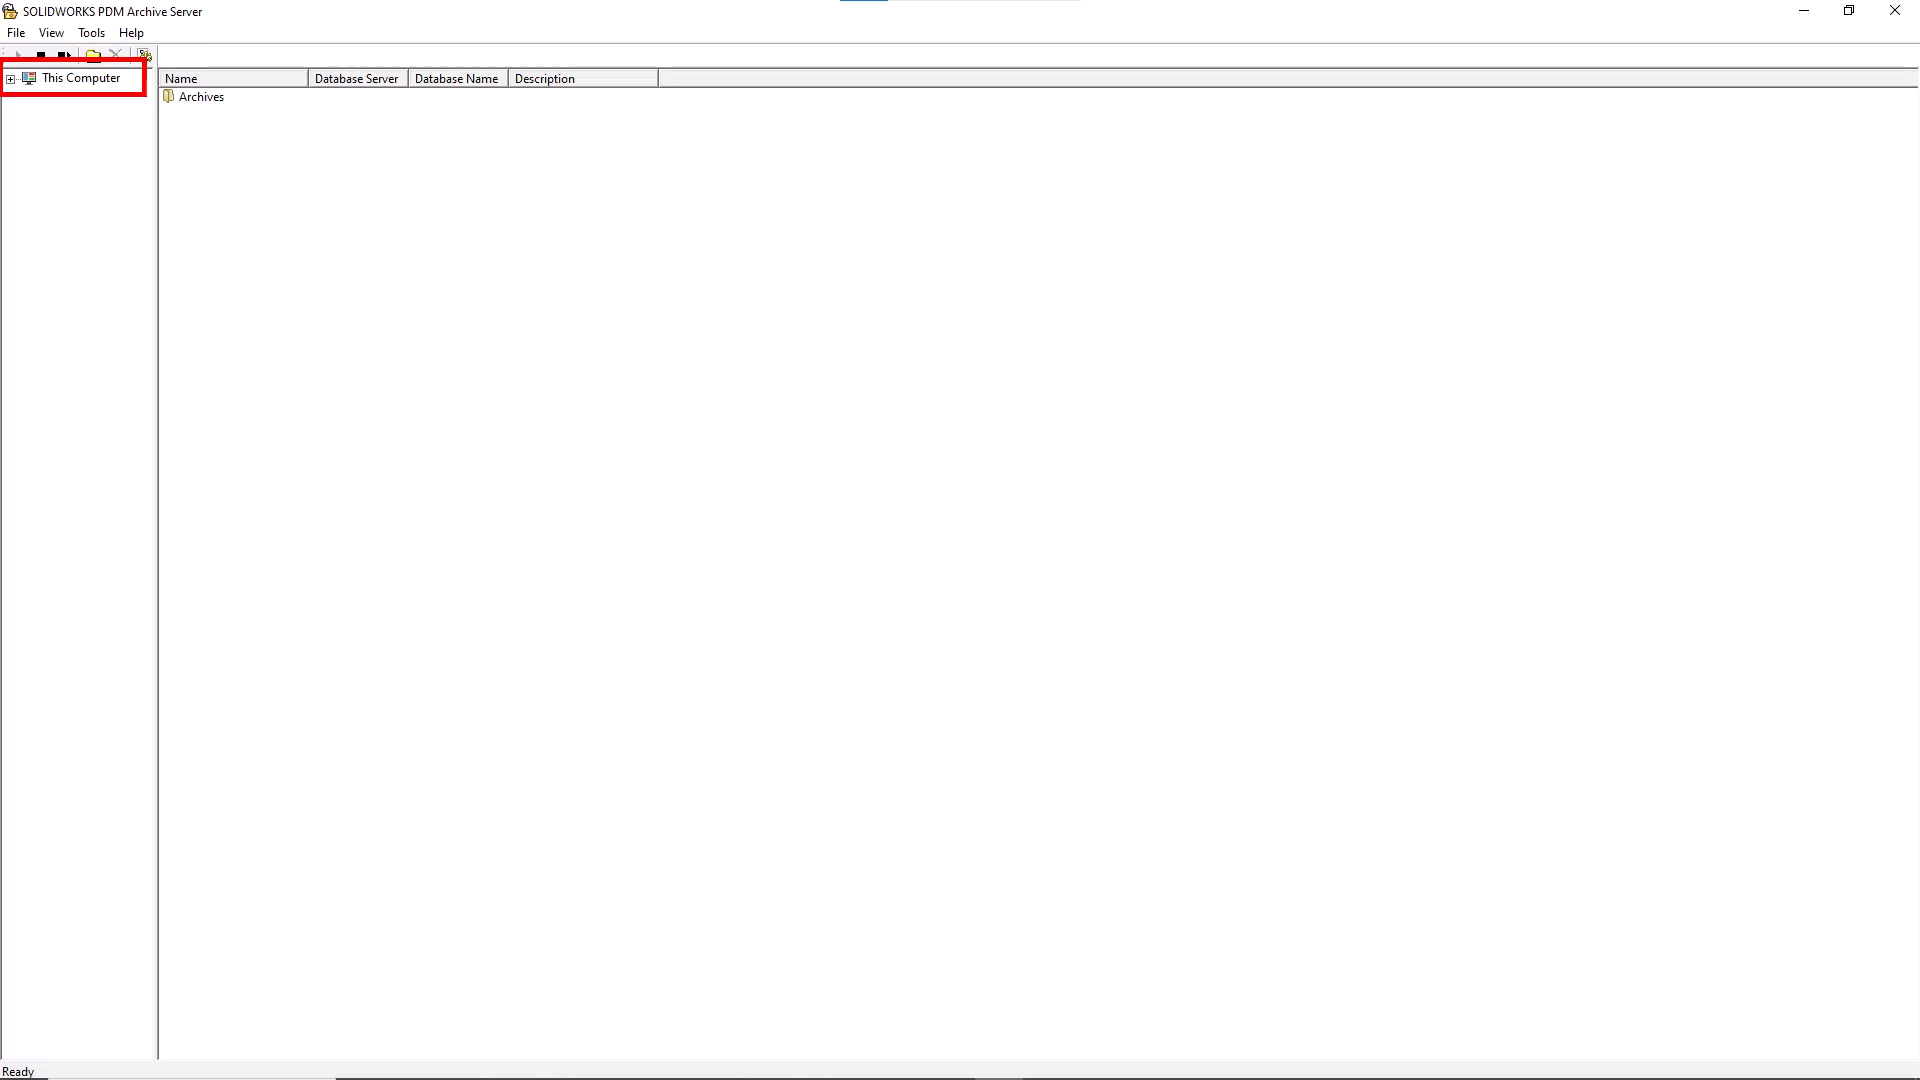 SOLIDWORKS PDM Archive Server
File View Tools Help
This Computer
Name Database Server Database Name Description
Archives
Ready